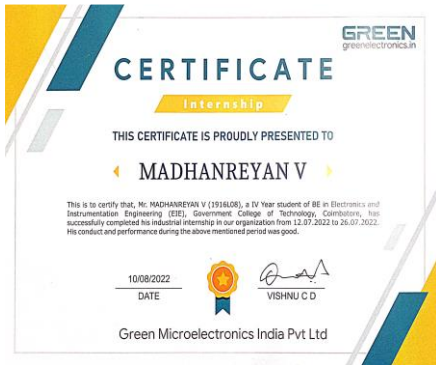 GREEN
greenelectronics.in
CERTIFICATE
Internship
THIS CERTIFICATE IS PROUDLY PRESENTED TO
MADHANREYAN V
This is to certify that, Mr. MADHANREYAN V (1916L08), a IV Year student of BE in Electronics and
Instrumentation Engineering (EIE), Government College of Technology, Coimbatore, has
successfully completed his industrial internship in our organization from 12.07.2022 to 26.07.2022.
His conduct and performance during the above mentioned period was good.
10/08/2022
DATE
VISHNU C D
Green Microelectronics India Pvt Ltd